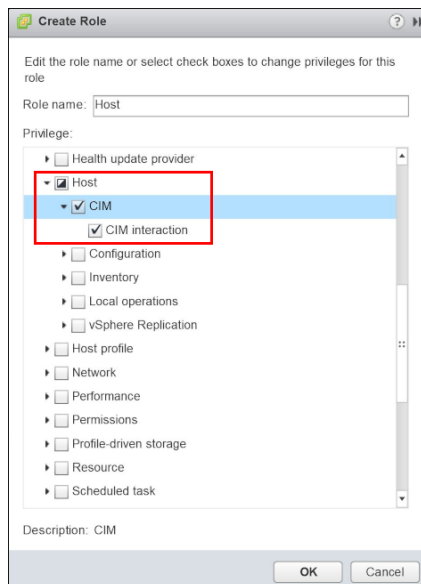 Create Role
?
Edit the role name or select check boxes to change privileges for this
role
Role name: Host
Privilege:
Health update provider
Host
CIM
CIM interaction
Configuration
Inventory
Local operations
vSphere Replication
Host profile
Network
Performance
Permissions
Profile-driven storage
Resource
Scheduled task
Description: CIM
OK Cancel